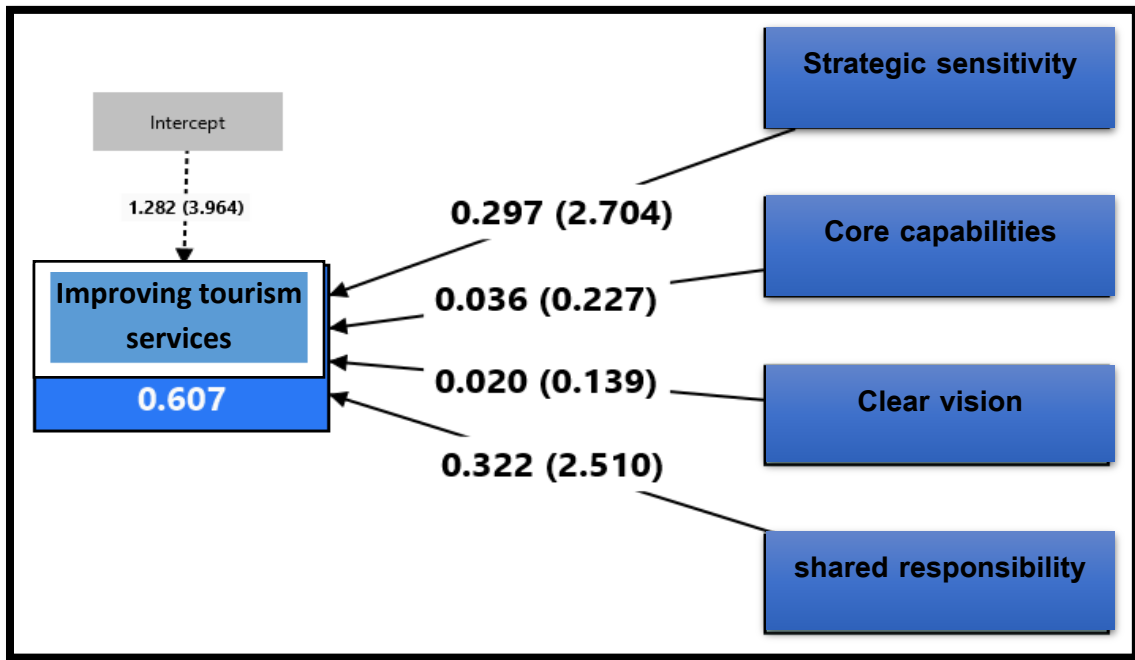 Strategic sensitivity
Intercept
1.282 (3.964)
0.297 (2.704)
Core capabilities
Improving tourism
services
0.036 (0.227)
0.607
0.020 (0.139)
Clear vision
0.322 (2.510)
shared responsibility